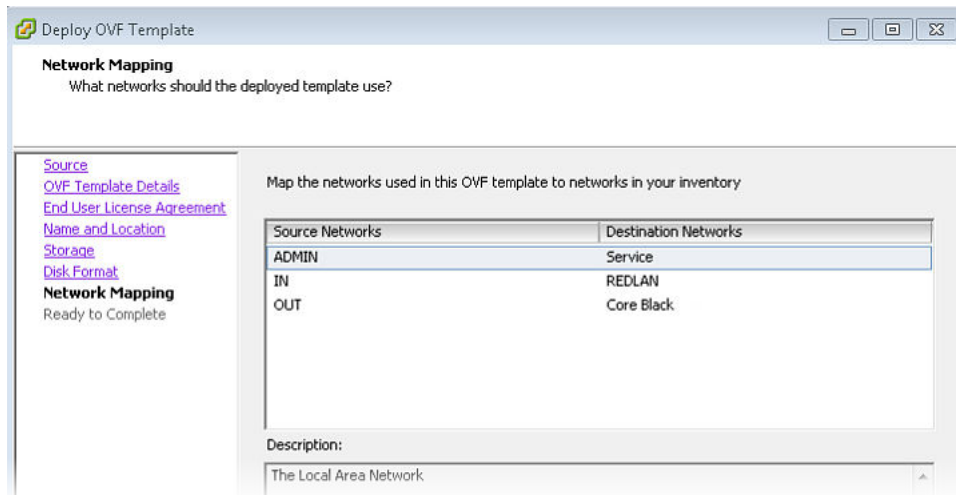 Deploy OVF Template
Network Mapping
What networks should the deployed template use?
Source
OVF Template Details
End User License Agreement
Name and Location
Storage
Disk Format
Network Mapping
Ready to Complete
Map the networks used in this OVF template to networks in your inventory
Source Networks Destination Networks
ADMIN Service
IN REDLAN
OUT Core Black
Description:
The Local Area Network